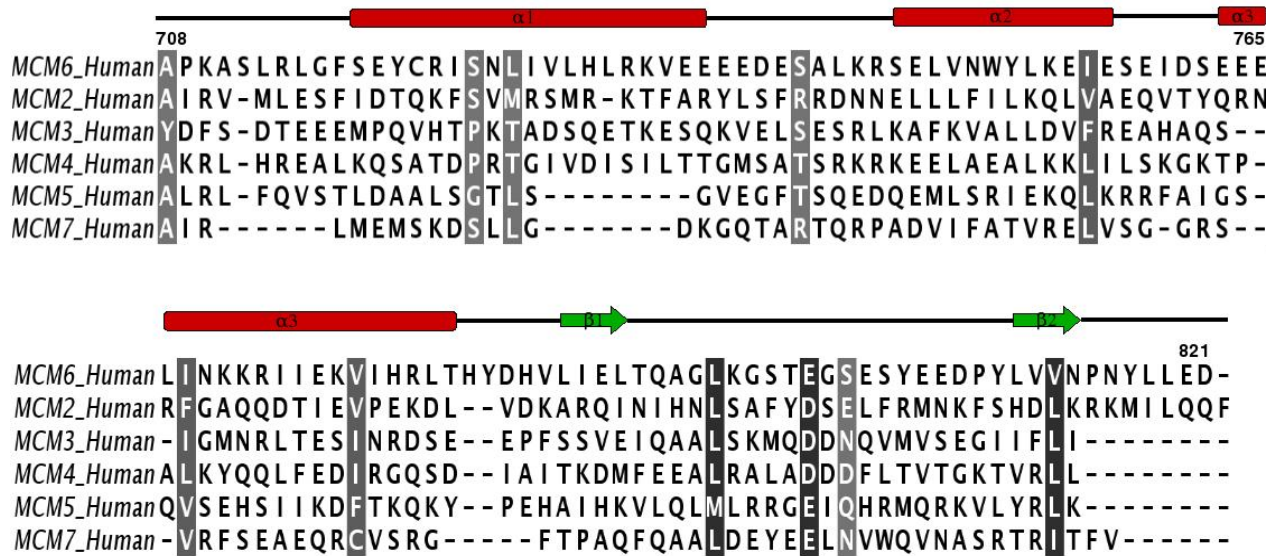 α1 α2 α3
708 765
MCM6_Human APKASLRLGFSEYCRISNLIVLHLRKVEEEEDESALKRSELVNWYLKEIESEIDSEEE
MCM2_Human AIRV-MLESFIDTQKFSVMRSMR-KTFARYLSFRRDNNELLLFILKQLVAEQVTYQRN
MCM3_Human YDFS-DTEEEMPQVHTPKTADSQETKESQKVELSESRLKAFKVALLDVFREAHAQS--
MCM4_Human AKRL-HREALKQSATDPRTGIVDISILTTGMSATSRKRKEELAEALKKLILSKGKTP-
MCM5_Human ALRL-FQVSTLDAALSGTLS--------GVEGFTSQEDQEMLSRIEKQLKRRFAIGS-
MCM7_Human AIR------LMEMSKDSLLG-------DKGQTARTQRPADVIFATVRELVSG-GRS--
α3 β1 β2
821
MCM6_Human LINKKRIIEKVIHRLTHYDHVLIELTQAGLKGSTEGSESYEEDPYLVVNPNYLLED-
MCM2_Human RFGAQQDTIEVPEKDL--VDKARQINIHNLSAFYDSELFRMNKFSHDLKRKMILQQF
MCM3_Human -IGMNRLTESINRDSE--EPFSSVEIQAALSKMQDDNQVMVSEGIIFLI--------
MCM4_Human ALKYQQLFEDIRGQSD--IAITKDMFEEALRALADDDFLTVTGKTVRLL--------
MCM5_Human QVSEHSIIKDFTKQKY--PEHAIHKVLQLMLRRGEIQHRMQRKVLYRLK--------
MCM7_Human -VRFSEAEQRCVSRG-----FTPAQFQAALDEYEELNVWQVNASRTRITFV------